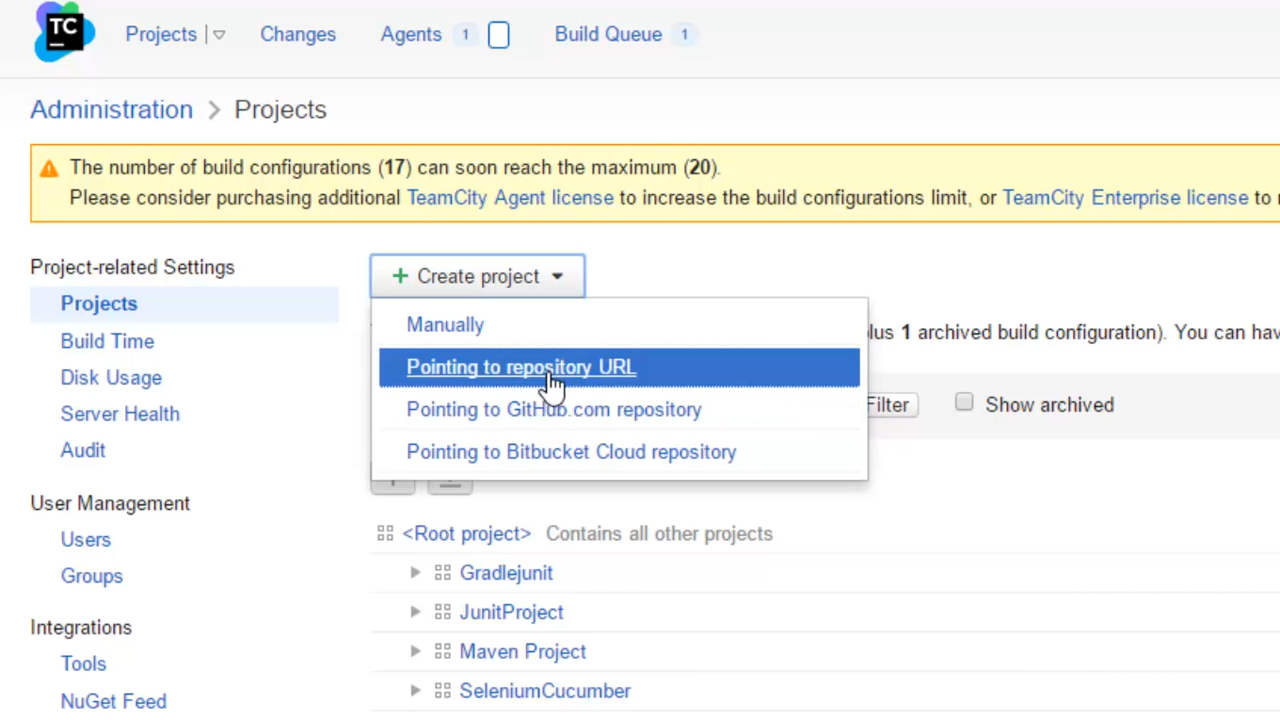 TC
Projects
Changes
Agents 1
Build Queue 1
Administration > Projects
The number of build configurations (17) can soon reach the maximum (20).
Please consider purchasing additional TeamCity Agent license to increase the build configurations limit, or TeamCity Enterprise license to
Project-related Settings
Projects
Build Time
Disk Usage
Server Health
Audit
User Management
Users
Groups
Integrations
Tools
NuGet Feed
+ Create project
Manually
Pointing to repository URL
Pointing to GitHub.com repository
Pointing to Bitbucket Cloud repository
1 archived build configuration). You can
Filter
Show archived
<Root project> Contains all other projects
Gradlejunit
JunitProject
Maven Project
SeleniumCucumber